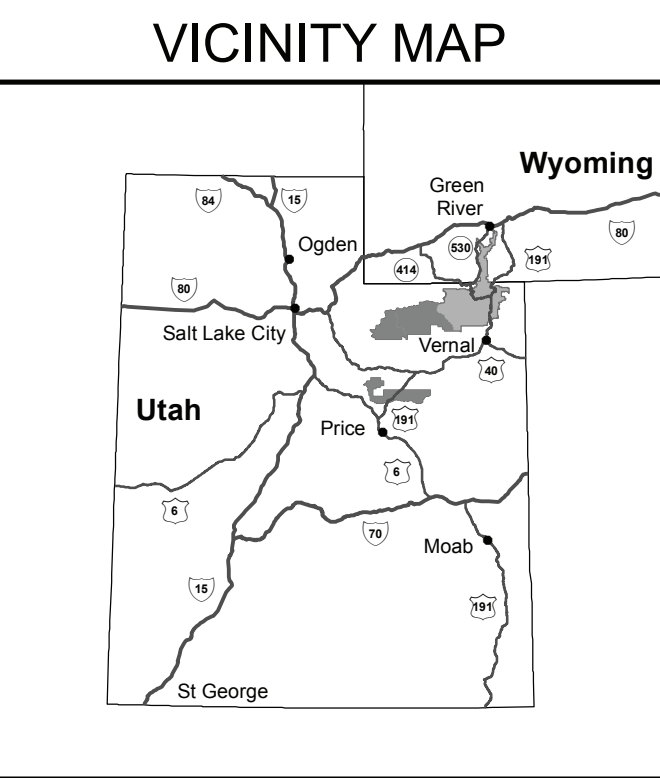 VICINITY MAP
Wyoming
Green
River
84
15
Ogden
530
80
191
414
80
Salt Lake City
Vernal
40
Utah
191
Price
6
6
70
Moab
15
191
St George